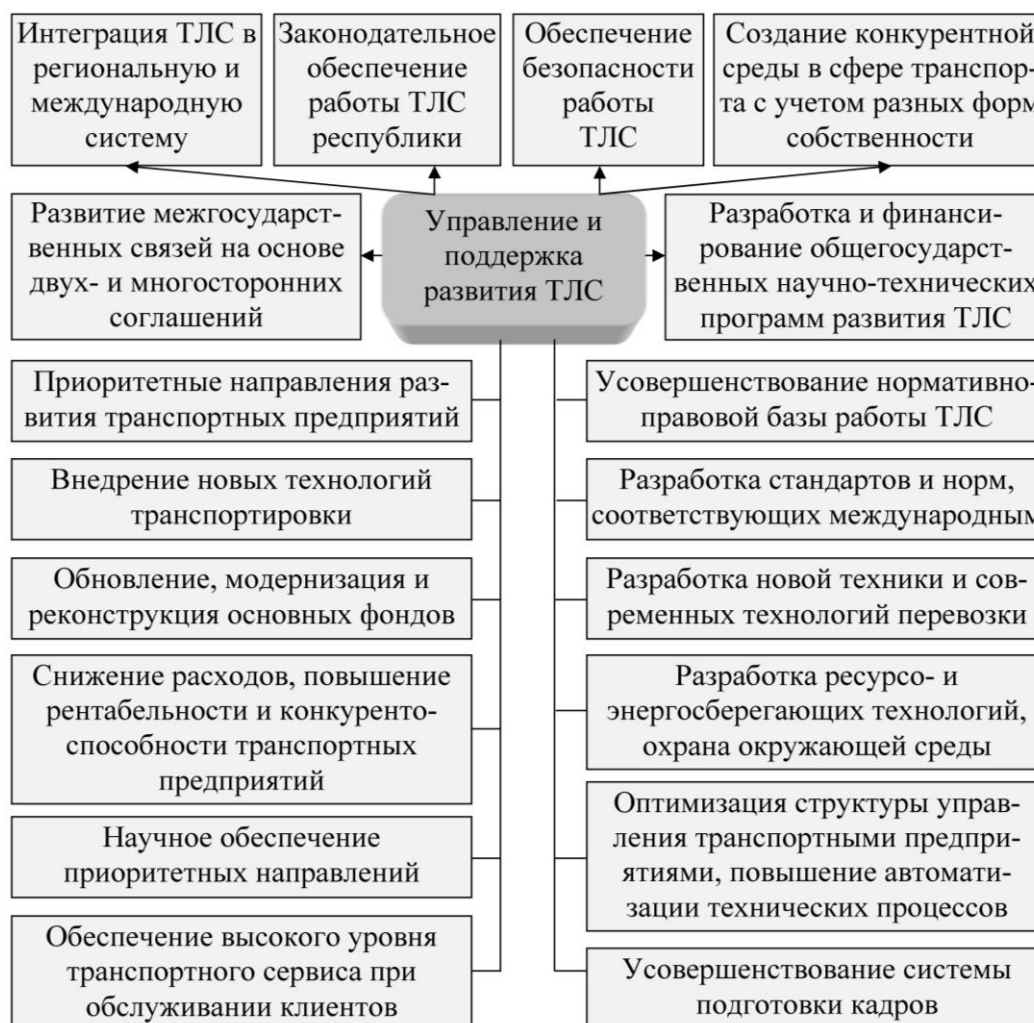 Интеграция ТЛС в
региональную и
международную
систему
Законодательное
обеспечение
работы ТЛС
республики
Обеспечение
безопасности
работы
ТЛС
Создание конкурентной
среды в сфере транспор-
та с учетом разных форм
собственности
Развитие межгосударст-
венных связей на основе
двух- и многосторонних
соглашений
Управление и
поддержка
развития ТЛС
Разработка и финанси-
рование общегосударст-
венных научно-технических
программ развития ТЛС
Приоритетные направления раз-
вития транспортных предприятий
Усовершенствование нормативно-
правовой базы работы ТЛС
Внедрение новых технологий
транспортировки
Разработка стандартов и норм,
соответствующих международным
Обновление, модернизация и
реконструкция основных фондов
Разработка новой техники и сов-
ременных технологий перевозки
Снижение расходов, повышение
рентабельности и конкуренто-
способности транспортных
предприятий
Разработка ресурсо- и
энергосберегающих технологий,
охрана окружающей среды
Научное обеспечение
приоритетных направлений
Оптимизация структуры управ-
ления транспортными предпри-
ятиями, повышение автомати-
зации технических процессов
Обеспечение высокого уровня
транспортного сервиса при
обслуживании клиентов
Усовершенствование системы
подготовки кадров